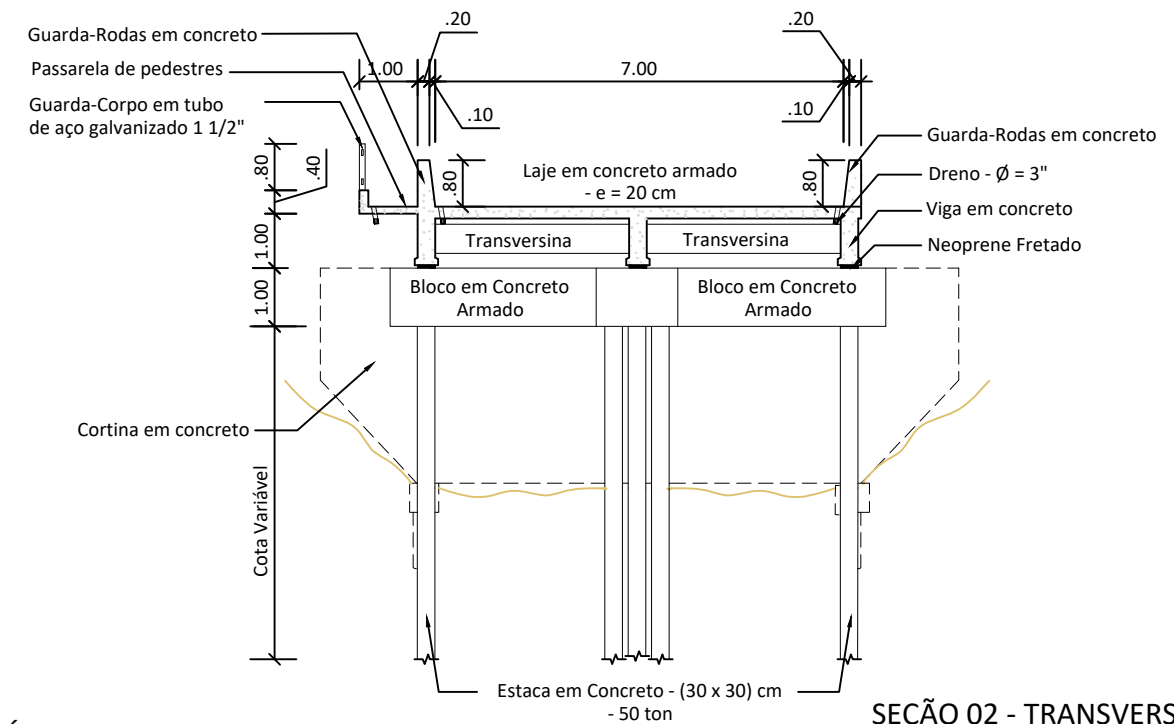 .20
.20
Guarda-Rodas em concreto
Passarela de pedestres
1.00
7.00
Guarda-Corpo em tubo
de aço galvanizado 1 1/2"
.10
.10
Guarda-Rodas em concreto
.80
.40
.80
Laje em concreto armado
- e = 20 cm
.80
Dreno - Ø = 3"
Viga em concreto
Transversina
Transversina
Neoprene Fretado
1.00
1.00
Bloco em Concreto
Armado
Bloco em Concreto
Armado
Cortina em concreto
Cota Variável
Estaca em Concreto - (30 x 30) cm
- 50 ton
SEÇÃO 02 - TRANSVERS